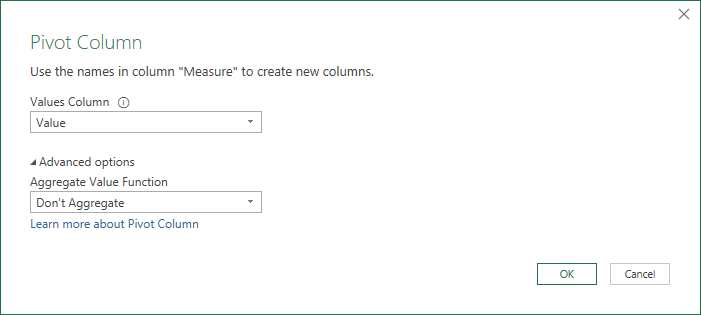 Pivot Column
Use the names in column "Measure" to create new columns.
Values Column
Value
Advanced options
Aggregate Value Function
Don't Aggregate
Learn more about Pivot Column
OK Cancel